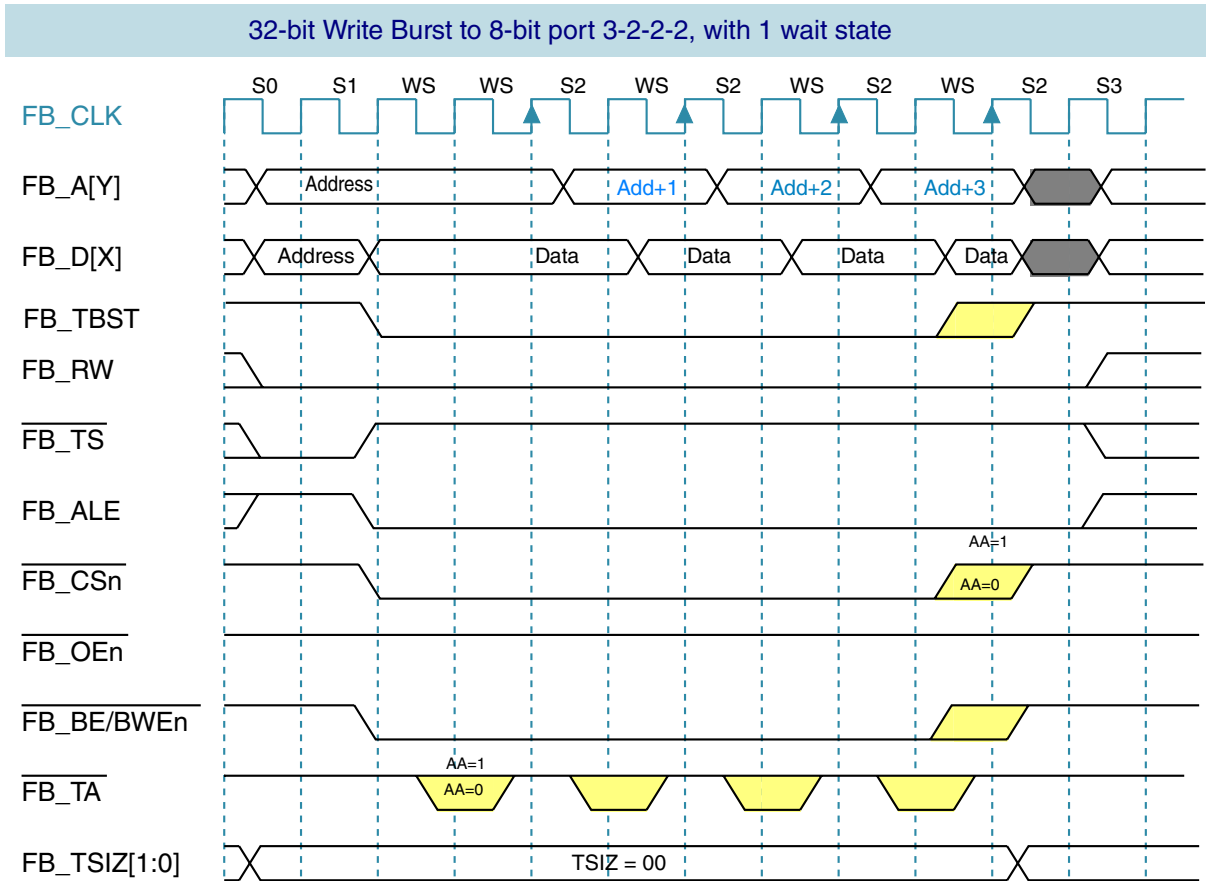 32-bit Write Burst to 8-bit port 3-2-2-2, with 1 wait state
S0 S1 WS WS S2 WS S2 WS S2 WS S2 S3
FB_CLK
FB_A[Y] Address Add+1 Add+2 Add+3
FB_D[X] Address Data Data Data Data
FB_TBST
FB_RW
FB_TS
FB_ALE
AA=1
FB_CSn AA=0
FB_OEn
FB_BE/BWEn
AA=1
FB_TA AA=0
FB_TSIZ[1:0] TSIZ = 00